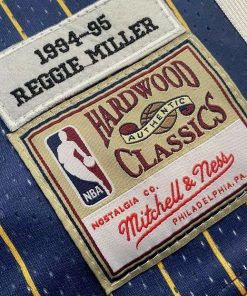 1994-95
REGGIE MILLER
HARDWOOD
AUTHENTIC
CLASSICS
NBA
NOSTALGIA CO.
Mitchell & Ness
PHILADELPHIA, PA.